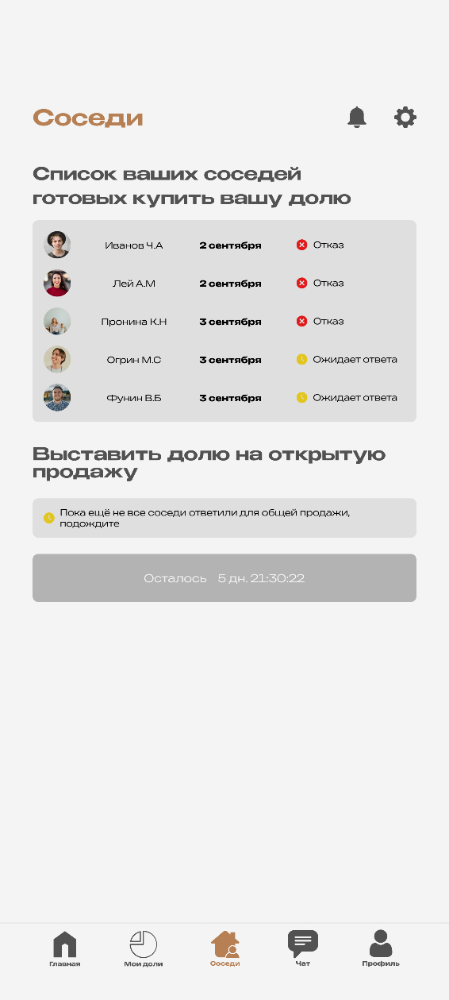 Соседи
Список ваших соседей
готовых купить вашу долю
Иванов Ч.А 2 сентября Отказ
Лей А.М 2 сентября Отказ
Пронина К.Н 3 сентября Отказ
Огрин М.С 3 сентября Ожидает ответа
Фунин В.Б 3 сентября Ожидает ответа
Выставить долю на открытую
продажу
Пока ещё не все соседи ответили для общей продажи,
подождите
Осталось 5 дн. 21:30:22
Главная Мои доли Соседи Чат Профиль